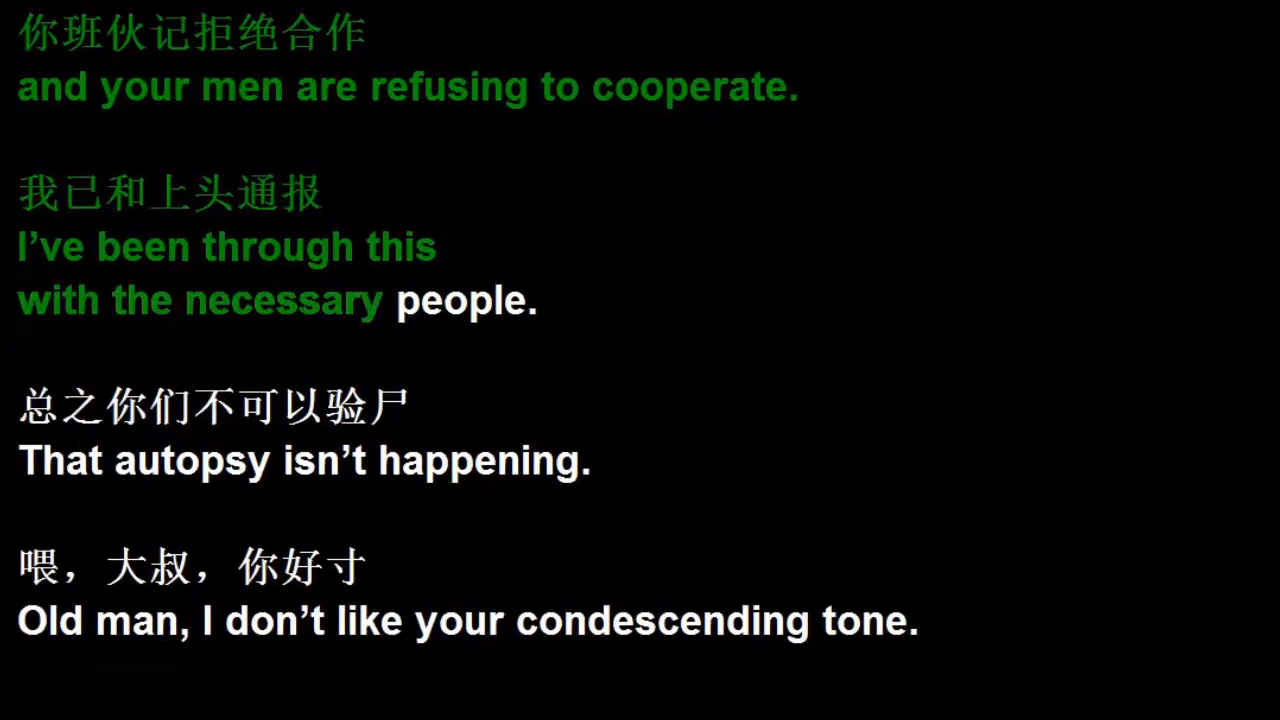 你班伙记拒绝合作
and your men are refusing to cooperate.
我已和上头通报
I’ve been through this
with the necessary people.
总之你们不可以验尸
That autopsy isn’t happening.
喂，大叔，你好寸
Old man, I don’t like your condescending tone.